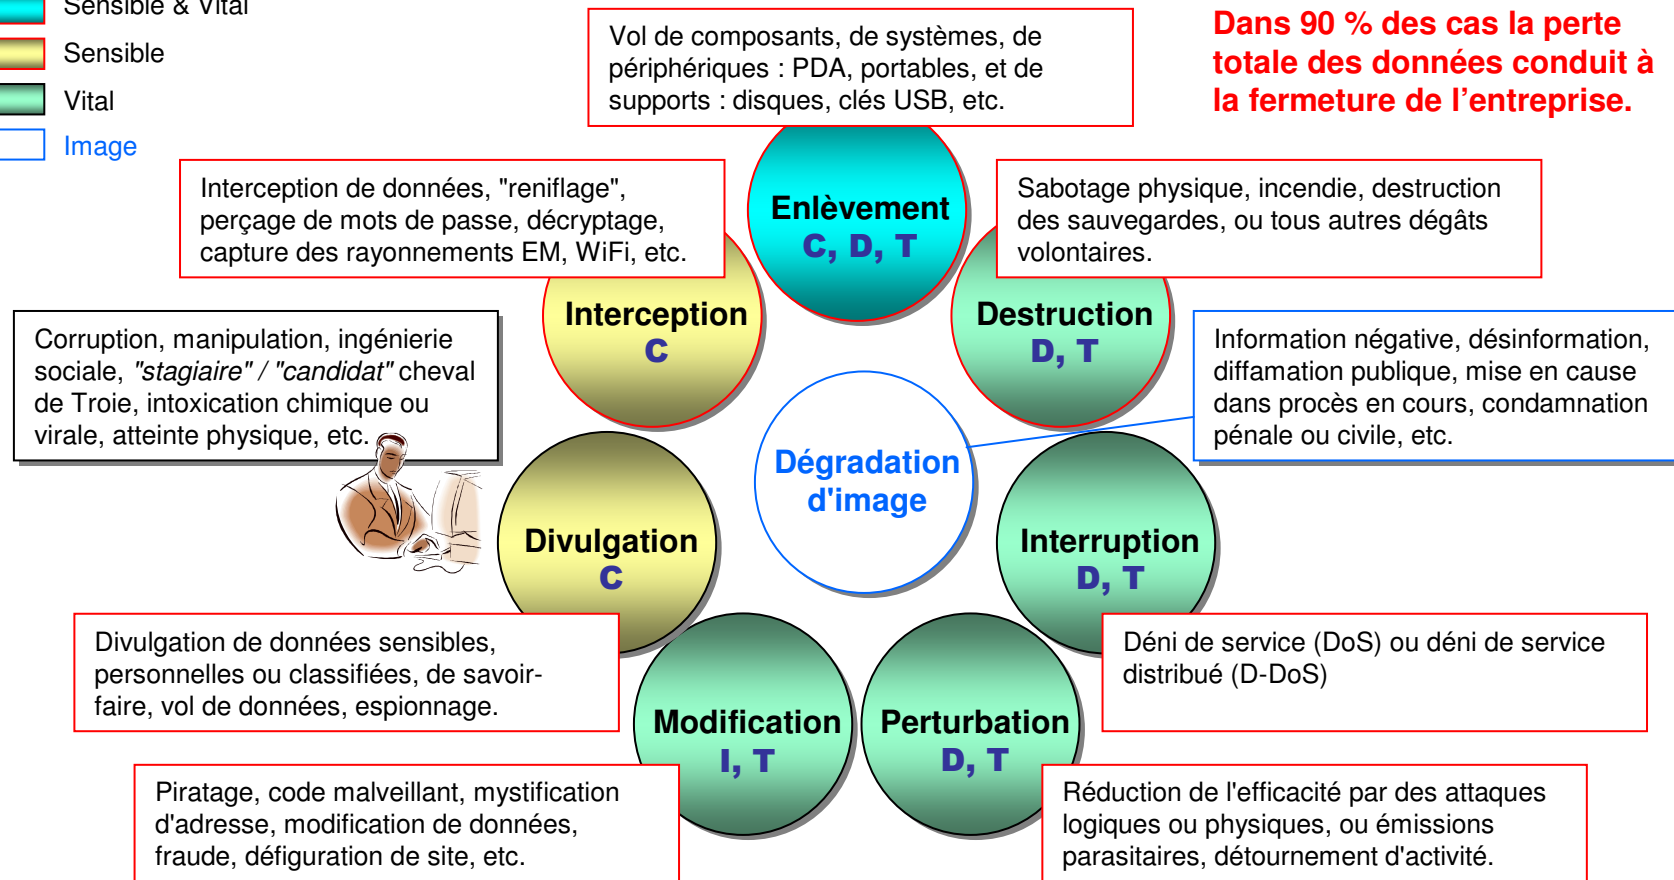 Sensible & Vital
Sensible
Vital
Image
Vol de composants, de systèmes, de
périphériques : PDA, portables, et de
supports : disques, clés USB, etc.
Dans 90 % des cas la perte
totale des données conduit à
la fermeture de l'entreprise.
Interception de données, "reniflage",
perçage de mots de passe, décryptage,
capture des rayonnements EM, WiFi, etc.
Enlèvement
C, D, T
Sabotage physique, incendie, destruction
des sauvegardes, ou tous autres dégâts
volontaires.
Interception
C
Destruction
D, T
Corruption, manipulation, ingénierie
sociale, "stagiaire" / "candidat" cheval
de Troie, intoxication chimique ou
virale, atteinte physique, etc.
Information négative, désinformation,
diffamation publique, mise en cause
dans procès en cours, condamnation
pénale ou civile, etc.
Dégradation
d'image
Divulgation
C
Interruption
D, T
Divulgation de données sensibles,
personnelles ou classifiées, de savoir-
faire, vol de données, espionnage.
Déni de service (DoS) ou déni de service
distribué (D-DoS)
Modification
I, T
Perturbation
D, T
Piratage, code malveillant, mystification
d'adresse, modification de données,
fraude, défiguration de site, etc.
Réduction de l'efficacité par des attaques
logiques ou physiques, ou émissions
parasitaires, détournement d'activité.